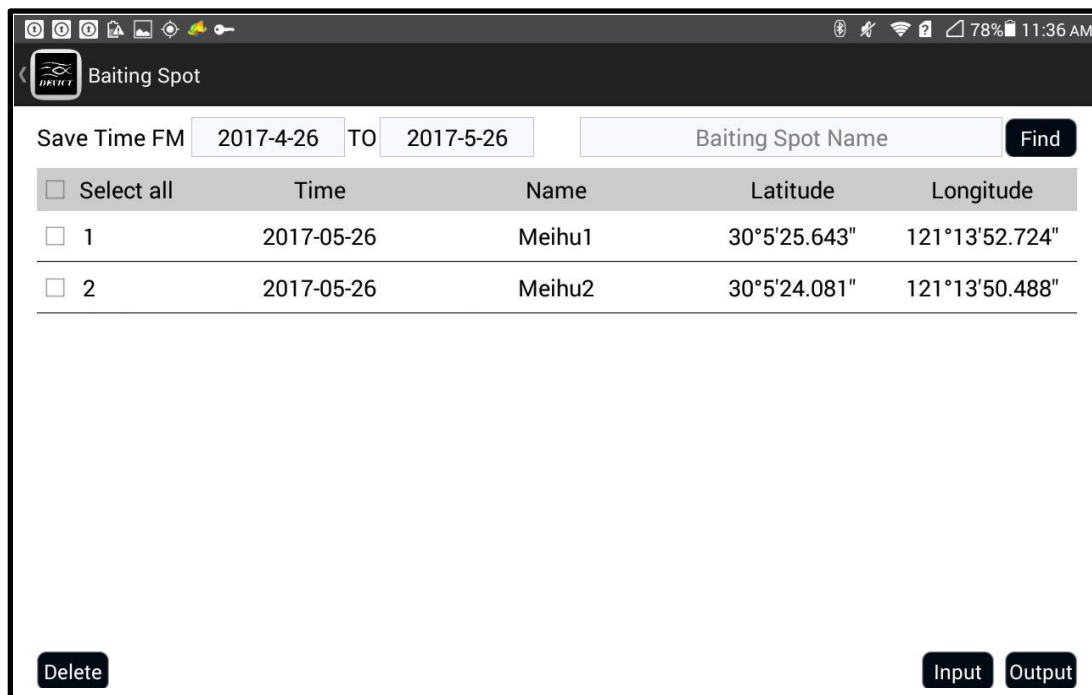 78% 11:36 AM
DEVICT Baiting Spot
Save Time FM 2017-4-26 TO 2017-5-26 Baiting Spot Name Find
Select all Time Name Latitude Longitude
1 2017-05-26 Meihu1 30°5'25.643" 121°13'52.724"
2 2017-05-26 Meihu2 30°5'24.081" 121°13'50.488"
Delete Input Output